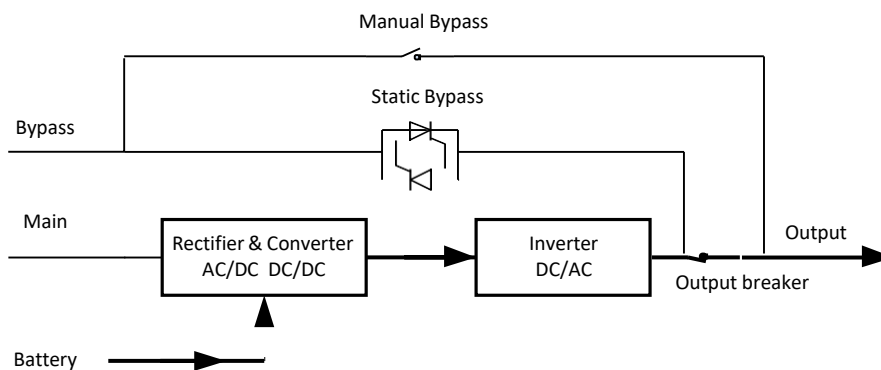 Manual Bypass
Static Bypass
Bypass
Main
Rectifier & Converter
AC/DC DC/DC
Inverter
DC/AC
Output
Output breaker
Battery